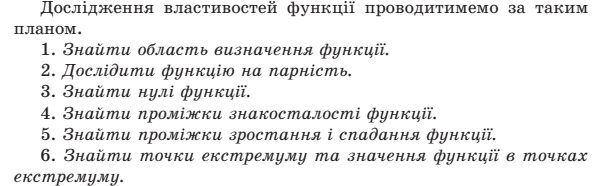 Дослідження властивостей функції проводитимемо за таким
планом.
1. Знайти область визначення функції.
2. Дослідити функцію на парність.
3. Знайти нулі функції.
4. Знайти проміжки знакосталості функції.
5. Знайти проміжки зростання і спадання функції.
6. Знайти точки екстремуму та значення функції в точках
екстремуму.